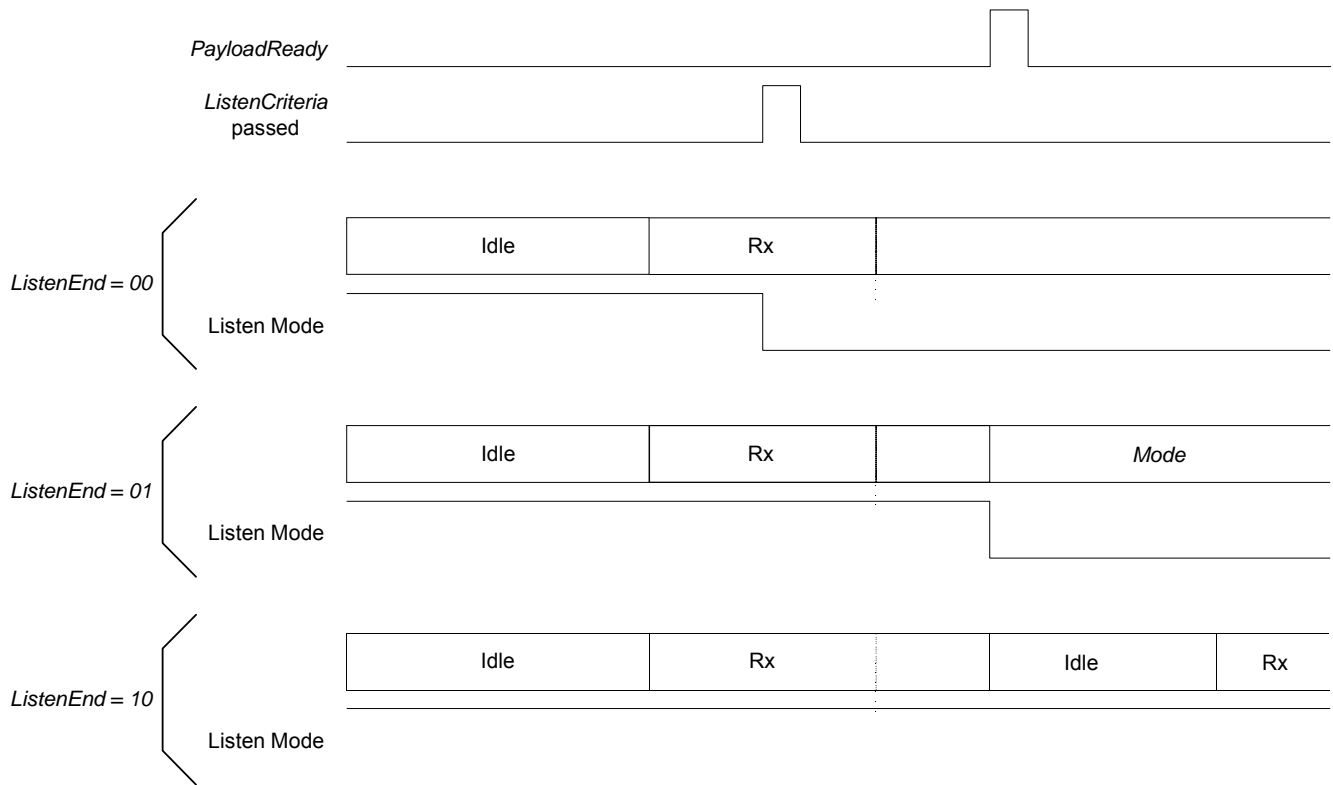 PayloadReady
ListenCriteria
passed
Idle
Rx
ListenEnd = 00
Listen Mode
Idle
Rx
Mode
ListenEnd = 01
Listen Mode
Idle
Rx
Idle
Rx
ListenEnd = 10
Listen Mode